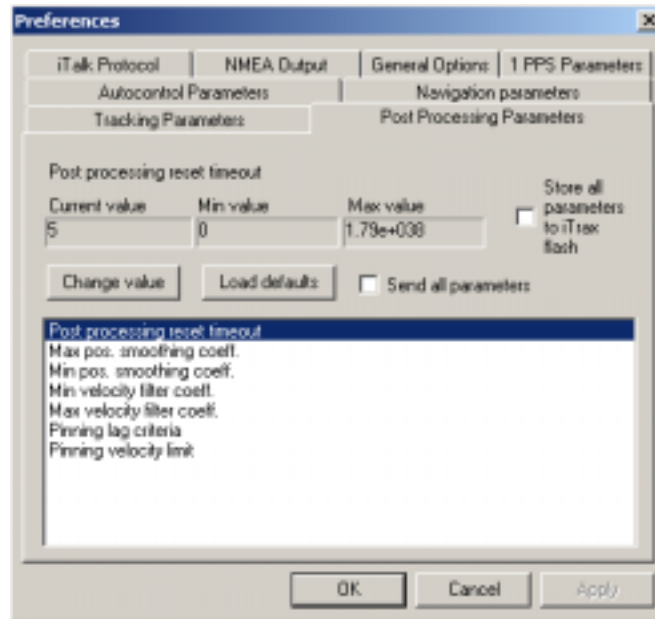 Preferences
iTalk Protocol NMEA Output General Options 1 PPS Parameters
Autocontrol Parameters Navigation parameters
Tracking Parameters Post Processing Parameters
Post processing reset timeout
Current value Min value Max value
5 0 1.79e+038
Store all
parameters
to iTrax
flash
Change value Load defaults Send all parameters
Post processing reset timeout
Max pos. smoothing coeff.
Min pos. smoothing coeff.
Min velocity filter coeff.
Max velocity filter coeff.
Pinning lag criteria
Pinning velocity limit
OK Cancel Apply